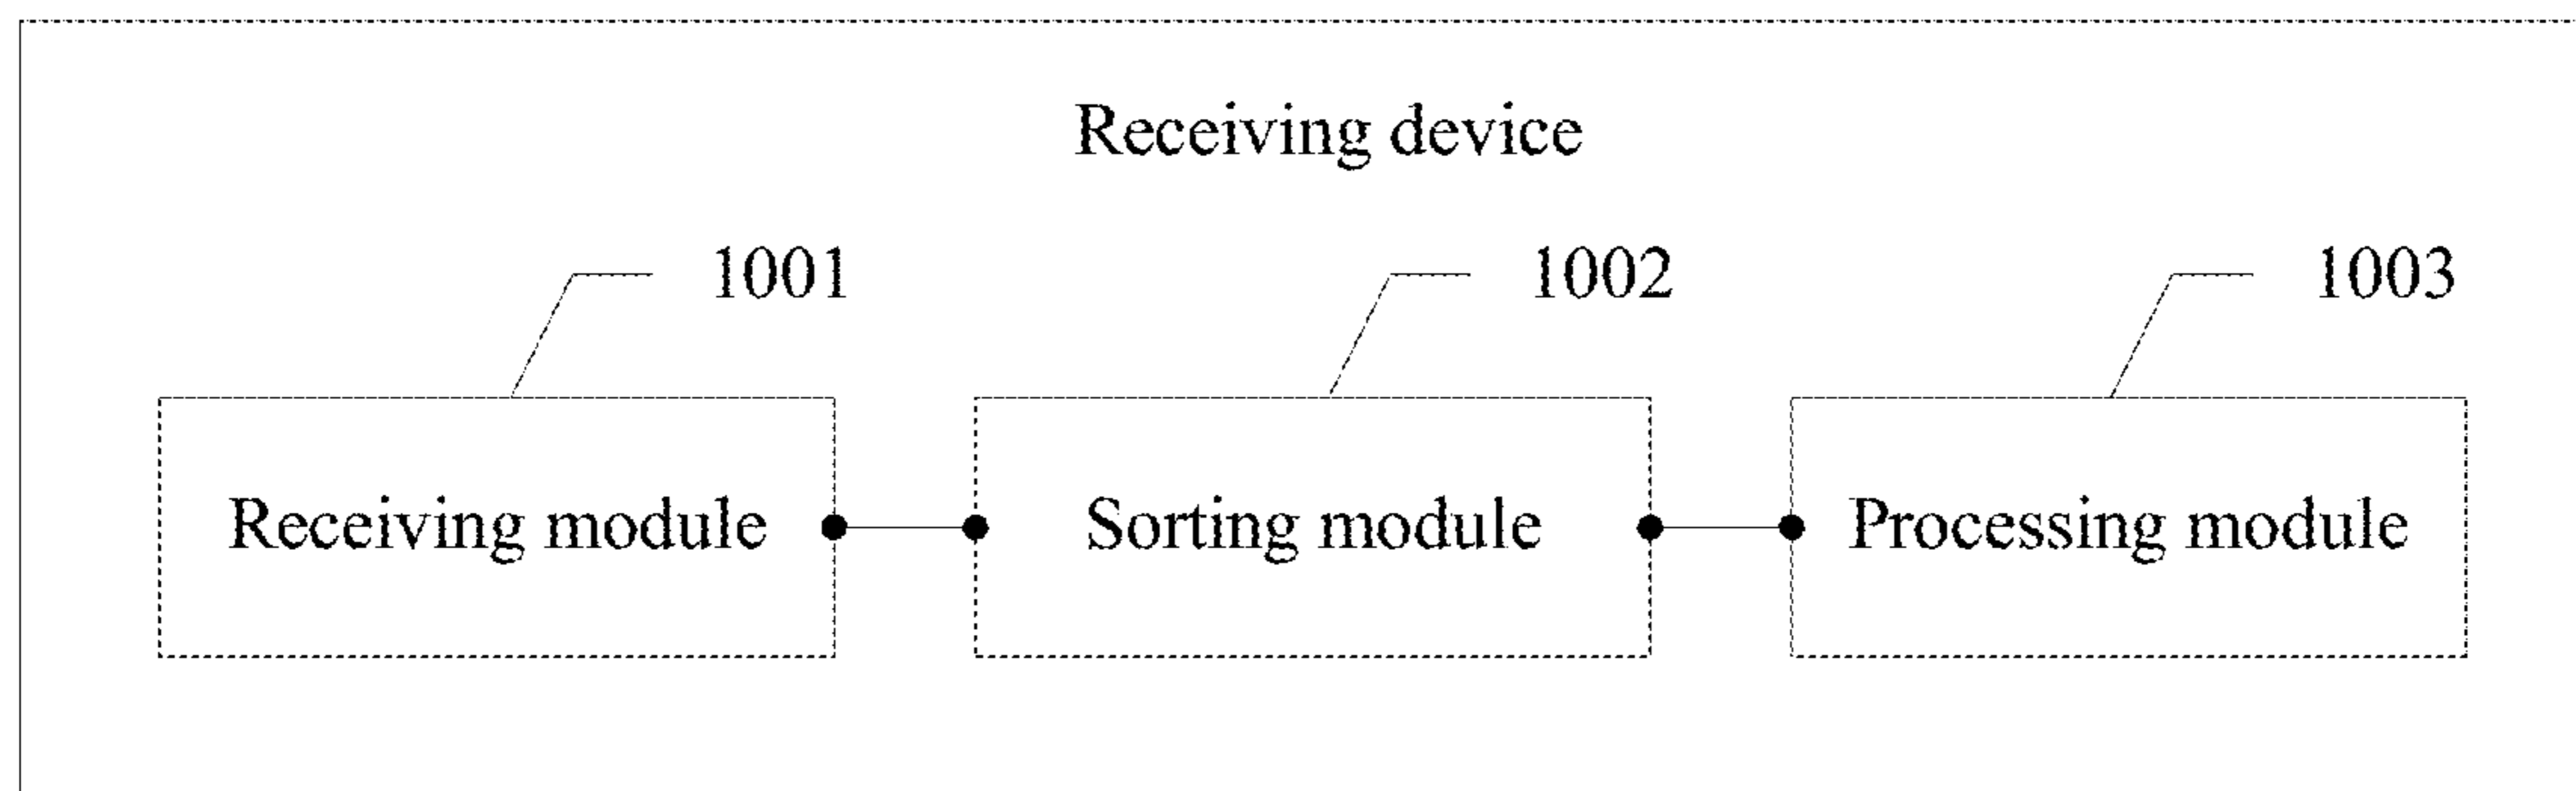 Receiving device
1001 1002 1003
Receiving module Sorting module Processing module